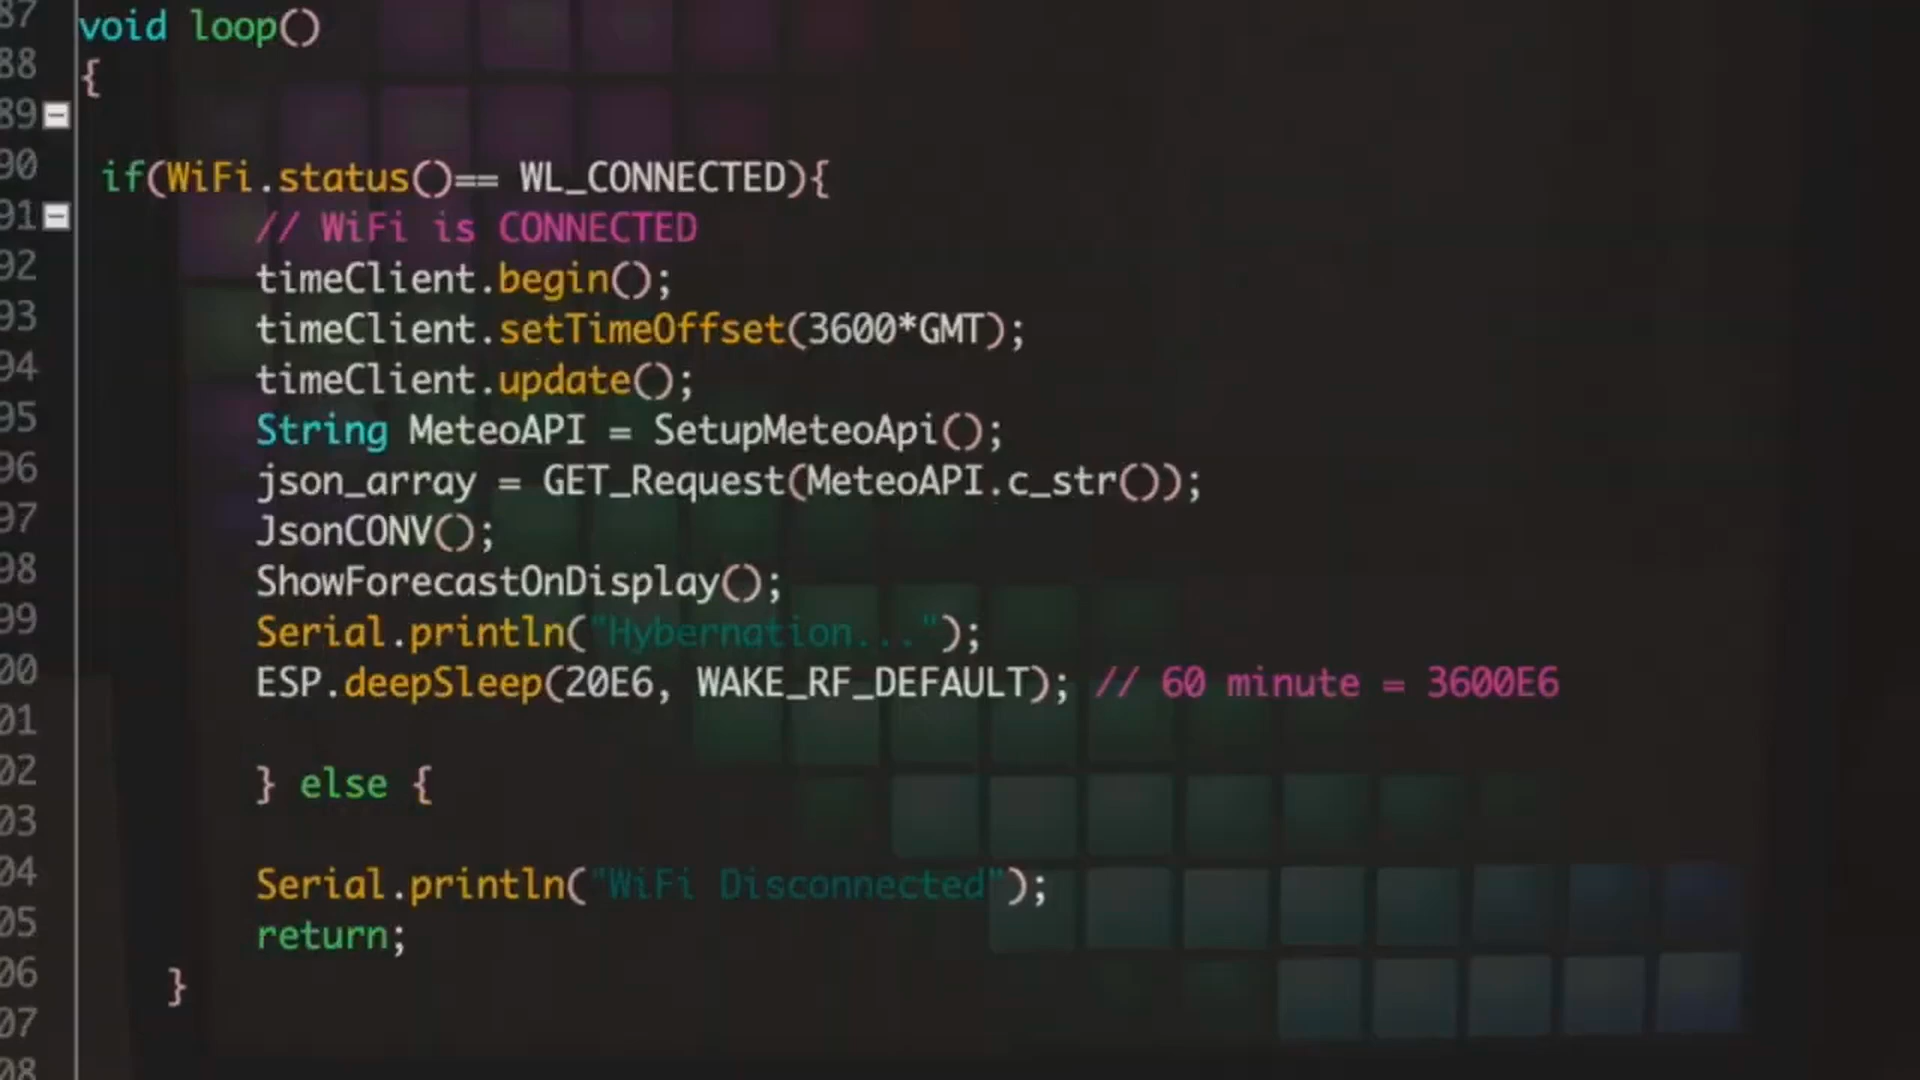 87 void loop()
88 {
89
90 if(WiFi.status()== WL_CONNECTED){
91 // WiFi is CONNECTED
92 timeClient.begin();
93 timeClient.setTimeOffset(3600*GMT);
94 timeClient.update();
95 String MeteoAPI = SetupMeteoApi();
96 json_array = GET_Request(MeteoAPI.c_str());
97 JsonCONV();
98 ShowForecastOnDisplay();
99 Serial.println("Hybernation...");
00 ESP.deepSleep(20E6, WAKE_RF_DEFAULT); // 60 minute = 3600E6
01
02 } else {
03
04 Serial.println("WiFi Disconnected");
05 return;
06 }
07
08